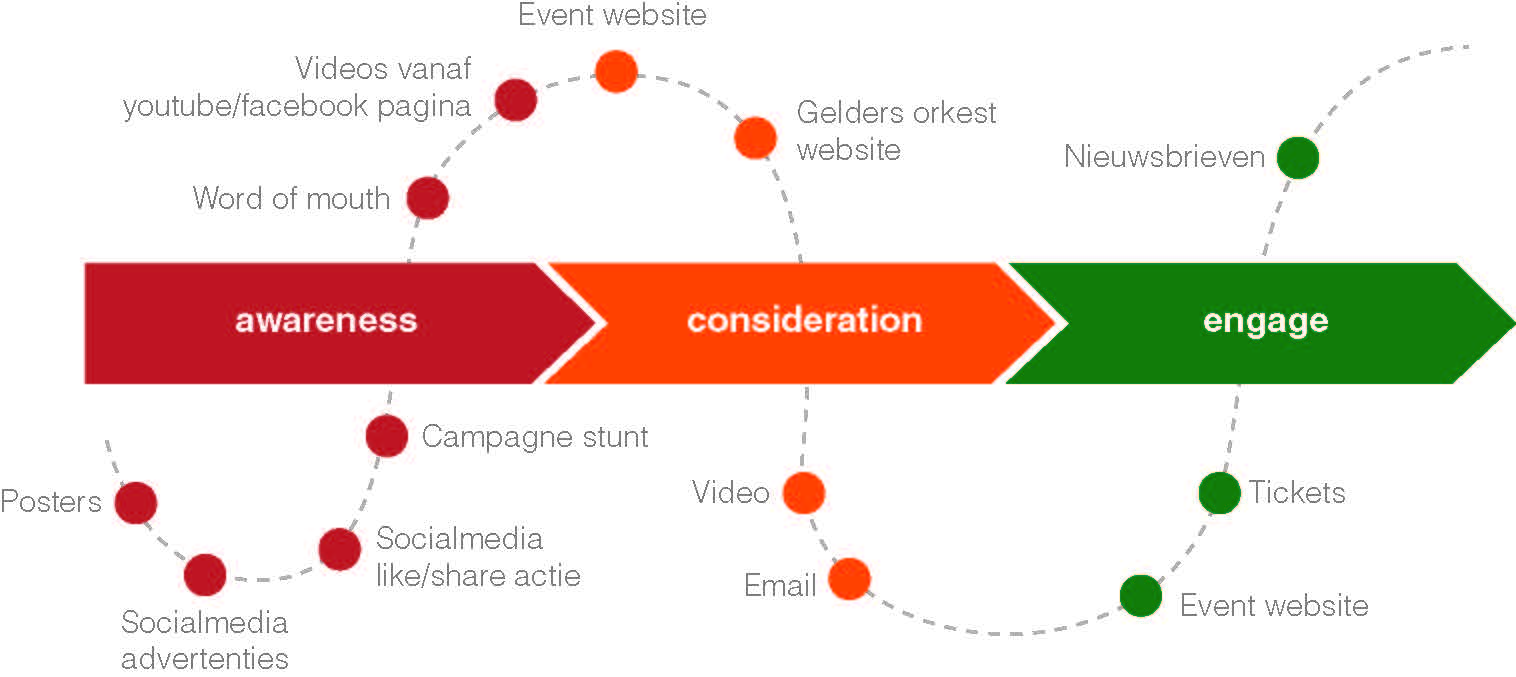 Event website
Videos vanaf
youtube/facebook pagina
Gelders orkest
website
Nieuwsbrieven
Word of mouth
awareness
consideration
engage
Campagne stunt
Posters
Video
Tickets
Socialmedia
like/share actie
Email
Event website
Socialmedia
advertenties